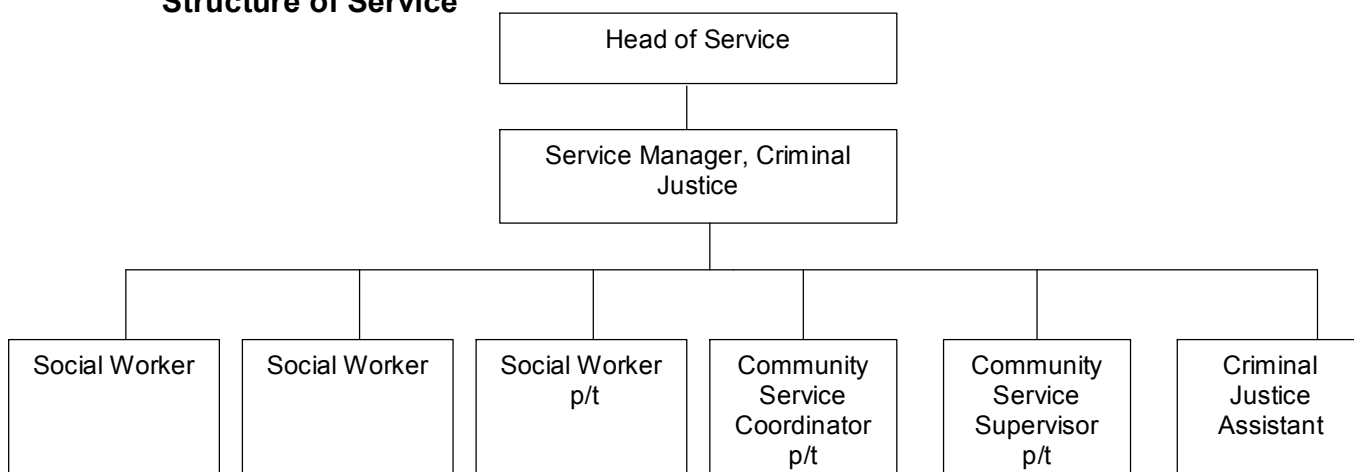 Structure of Service
Head of Service
Service Manager, Criminal
Justice
Social Worker
Social Worker
Social Worker
p/t
Community
Service
Coordinator
p/t
Community
Service
Supervisor
p/t
Criminal
Justice
Assistant